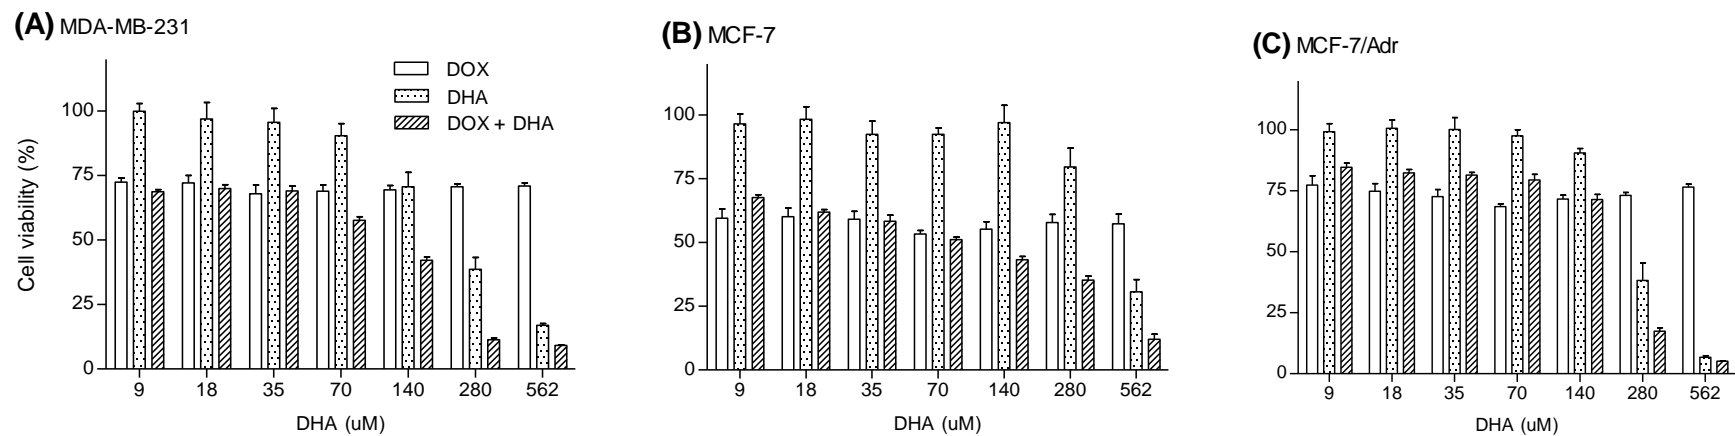 (A) MDA-MB-231
DOX
DHA
DOX + DHA
Cell viability (%)
100
75
50
25
0
9 18 35 70 140 280 562
DHA (uM)
(B) MCF-7
100
75
50
25
0
9 18 35 70 140 280 562
DHA (uM)
(C) MCF-7/Adr
100
75
50
25
0
9 18 35 70 140 280 562
DHA (uM)